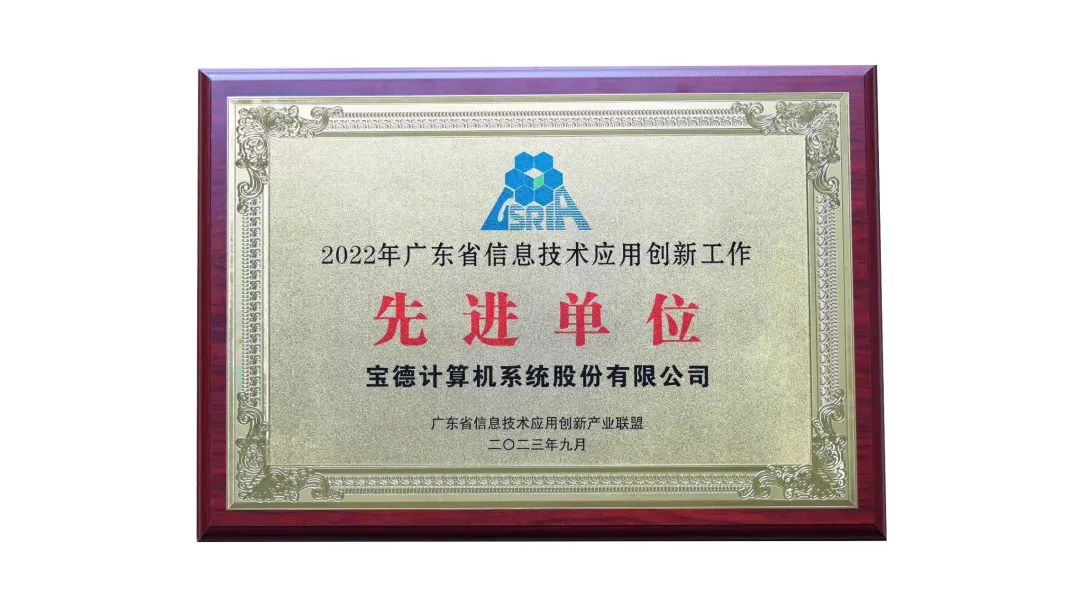 GSRIA
2022年广东省信息技术应用创新工作
先进单位
宝德计算机系统股份有限公司
广东省信息技术应用创新产业联盟
二〇二三年九月